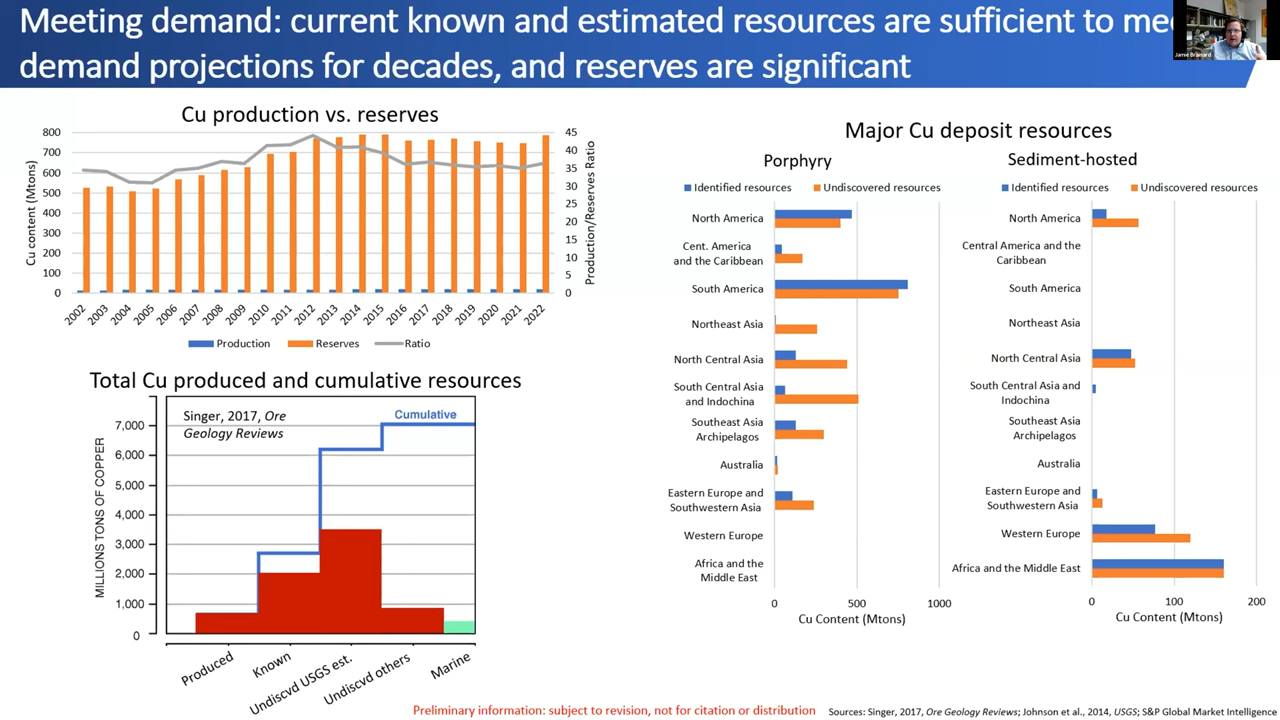 Meeting demand: current known and estimated resources are sufficient to mee
demand projections for decades, and reserves are significant
Jamie Brainard
Cu production vs. reserves
Cu content (Mtons)
800
700
600
500
400
300
200
100
0
45
40
35
30
25
20
15
10
5
0
Production/Reserves Ratio
2002 2003 2004 2005 2006 2007 2008 2009 2010 2011 2012 2013 2014 2015 2016 2017 2018 2019 2020 2021 2022
Production Reserves Ratio
Total Cu produced and cumulative resources
Singer, 2017, Ore
Geology Reviews
Cumulative
MILLIONS TONS OF COPPER
7,000
6,000
5,000
4,000
3,000
2,000
1,000
0
Produced
Known
Undiscvd USGS est.
Undiscvd others
Marine
Major Cu deposit resources
Porphyry
Identified resources Undiscovered resources
North America
Cent. America
and the Caribbean
South America
Northeast Asia
North Central Asia
South Central Asia
and Indochina
Southeast Asia
Archipelagos
Australia
Eastern Europe and
Southwestern Asia
Western Europe
Africa and the
Middle East
0 500 1000
Cu Content (Mtons)
Sediment-hosted
Identified resources Undiscovered resources
North America
Central America and the
Caribbean
South America
Northeast Asia
North Central Asia
South Central Asia and
Indochina
Southeast Asia
Archipelagos
Australia
Eastern Europe and
Southwestern Asia
Western Europe
Africa and the Middle East
0 100 200
Cu Content (Mtons)
Preliminary information: subject to revision, not for citation or distribution
Sources: Singer, 2017, Ore Geology Reviews; Johnson et al., 2014, USGS; S&P Global Market Intelligence